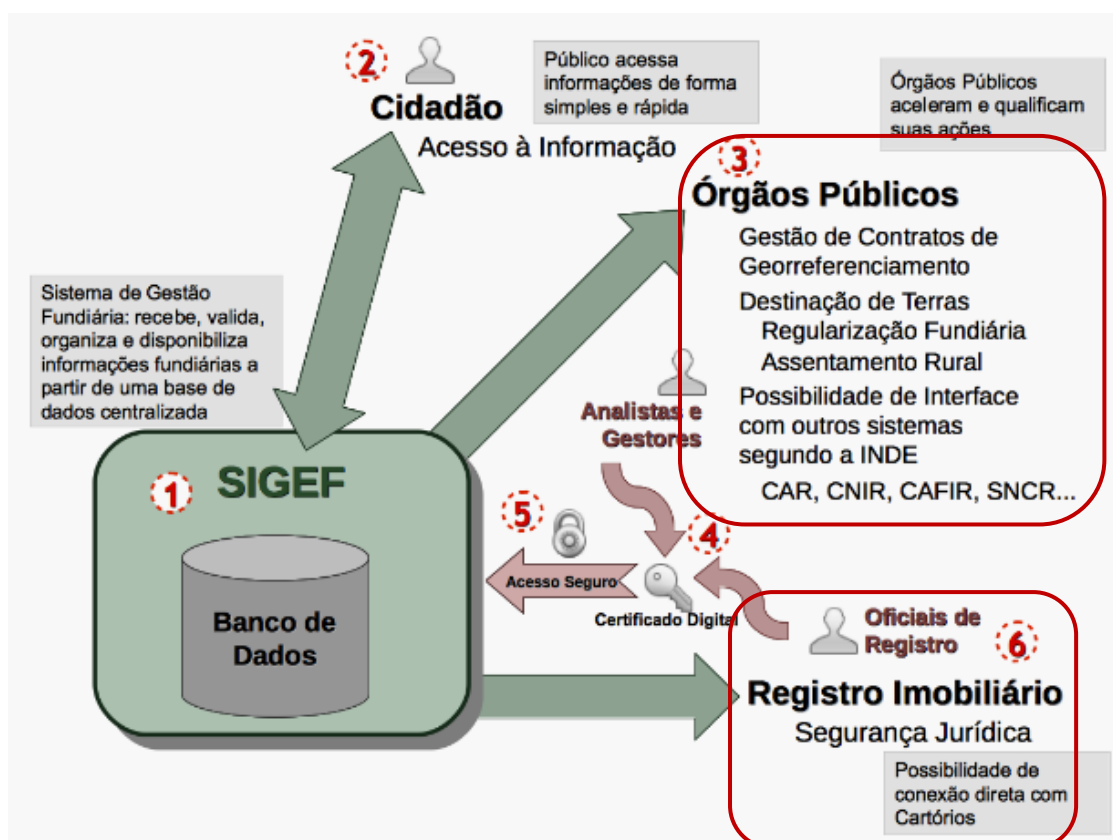 2
Cidadão
Acesso à Informação
Público acessa
informações de forma
simples e rápida
Órgãos Públicos
aceleram e qualificam
suas ações
3
Órgãos Públicos
Gestão de Contratos de
Georreferenciamento
Destinação de Terras
Regularização Fundiária
Assentamento Rural
Possibilidade de Interface
com outros sistemas
segundo a INDE
CAR, CNIR, CAFIR, SNCR...
Sistema de Gestão
Fundiária: recebe, valida,
organiza e disponibiliza
informações fundiárias a
partir de uma base de
dados centralizada
Analistas e
Gestores
1
SIGEF
Banco de
Dados
5
4
Acesso Seguro
Certificado Digital
Oficiais de
Registro
6
Registro Imobiliário
Segurança Jurídica
Possibilidade de
conexão direta com
Cartórios